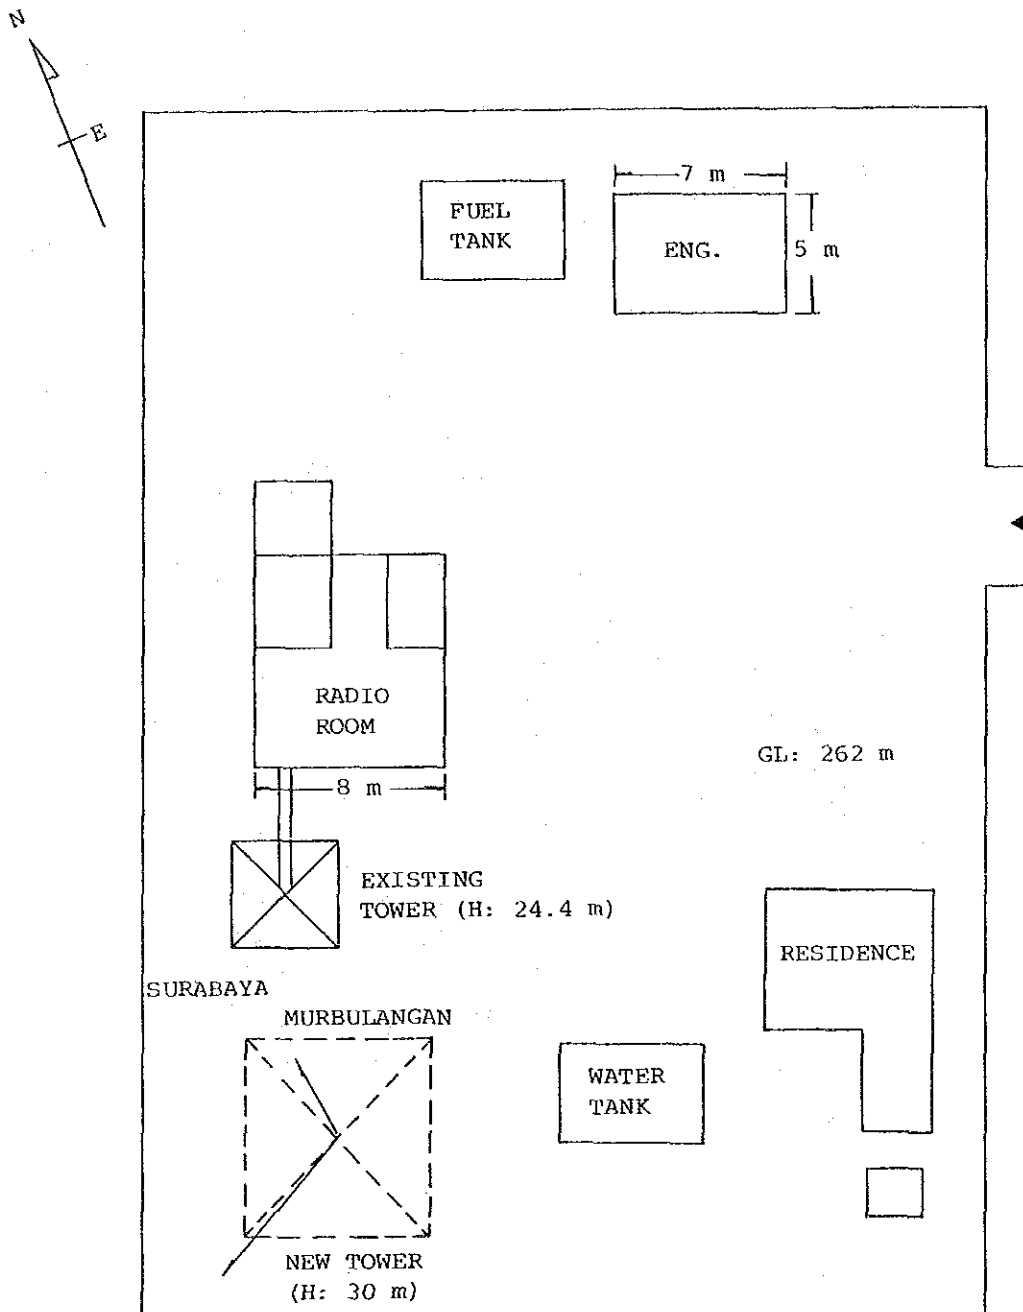 N
E
7 m
FUEL
TANK
ENG.
5 m
RADIO
ROOM
GL: 262 m
8 m
EXISTING
TOWER (H: 24.4 m)
RESIDENCE
SURABAYA
MURBULANGAN
WATER
TANK
NEW TOWER
(H: 30 m)